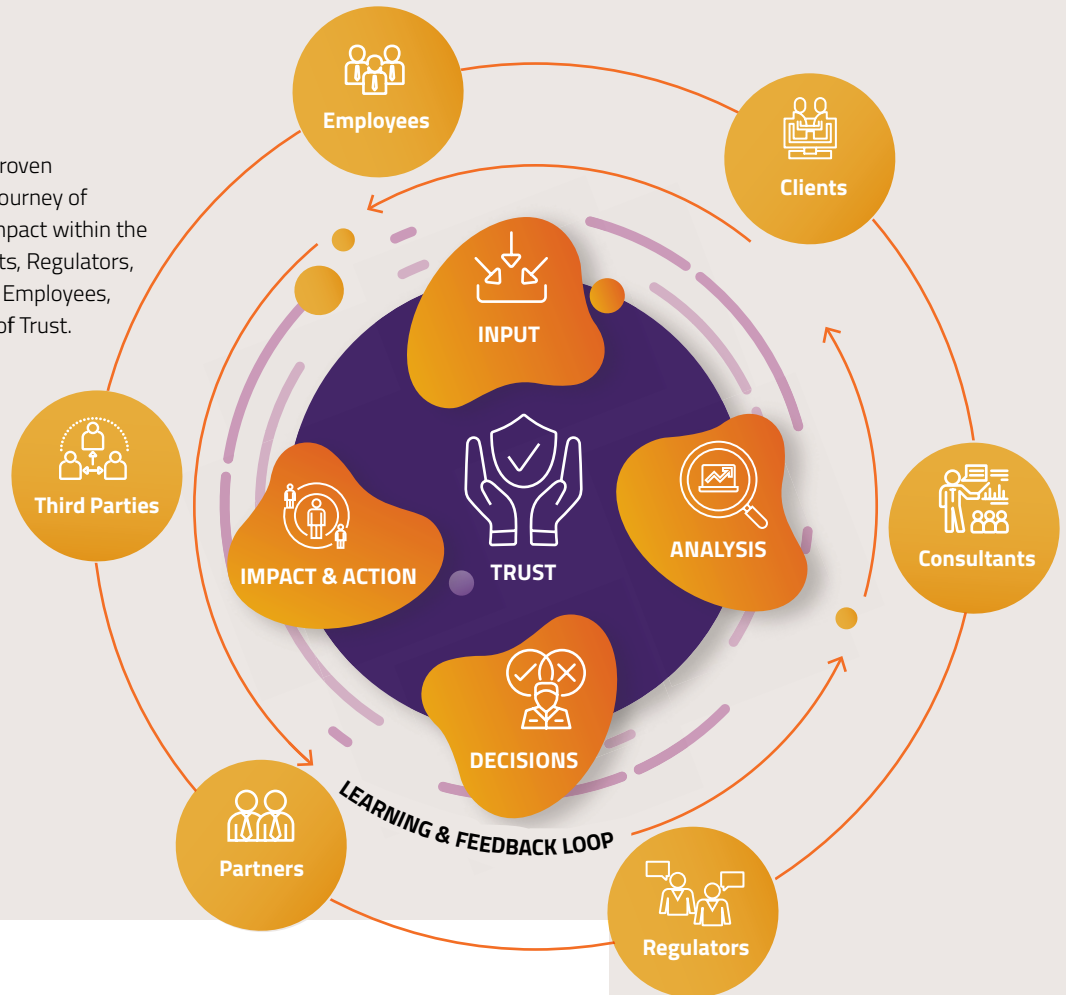 roven
ourney of
mpact within the
ts, Regulators,
Employees,
of Trust.
Employees
Clients
INPUT
Third Parties
ANALYSIS
Consultants
IMPACT & ACTION
TRUST
DECISIONS
LEARNING & FEEDBACK LOOP
Partners
Regulators